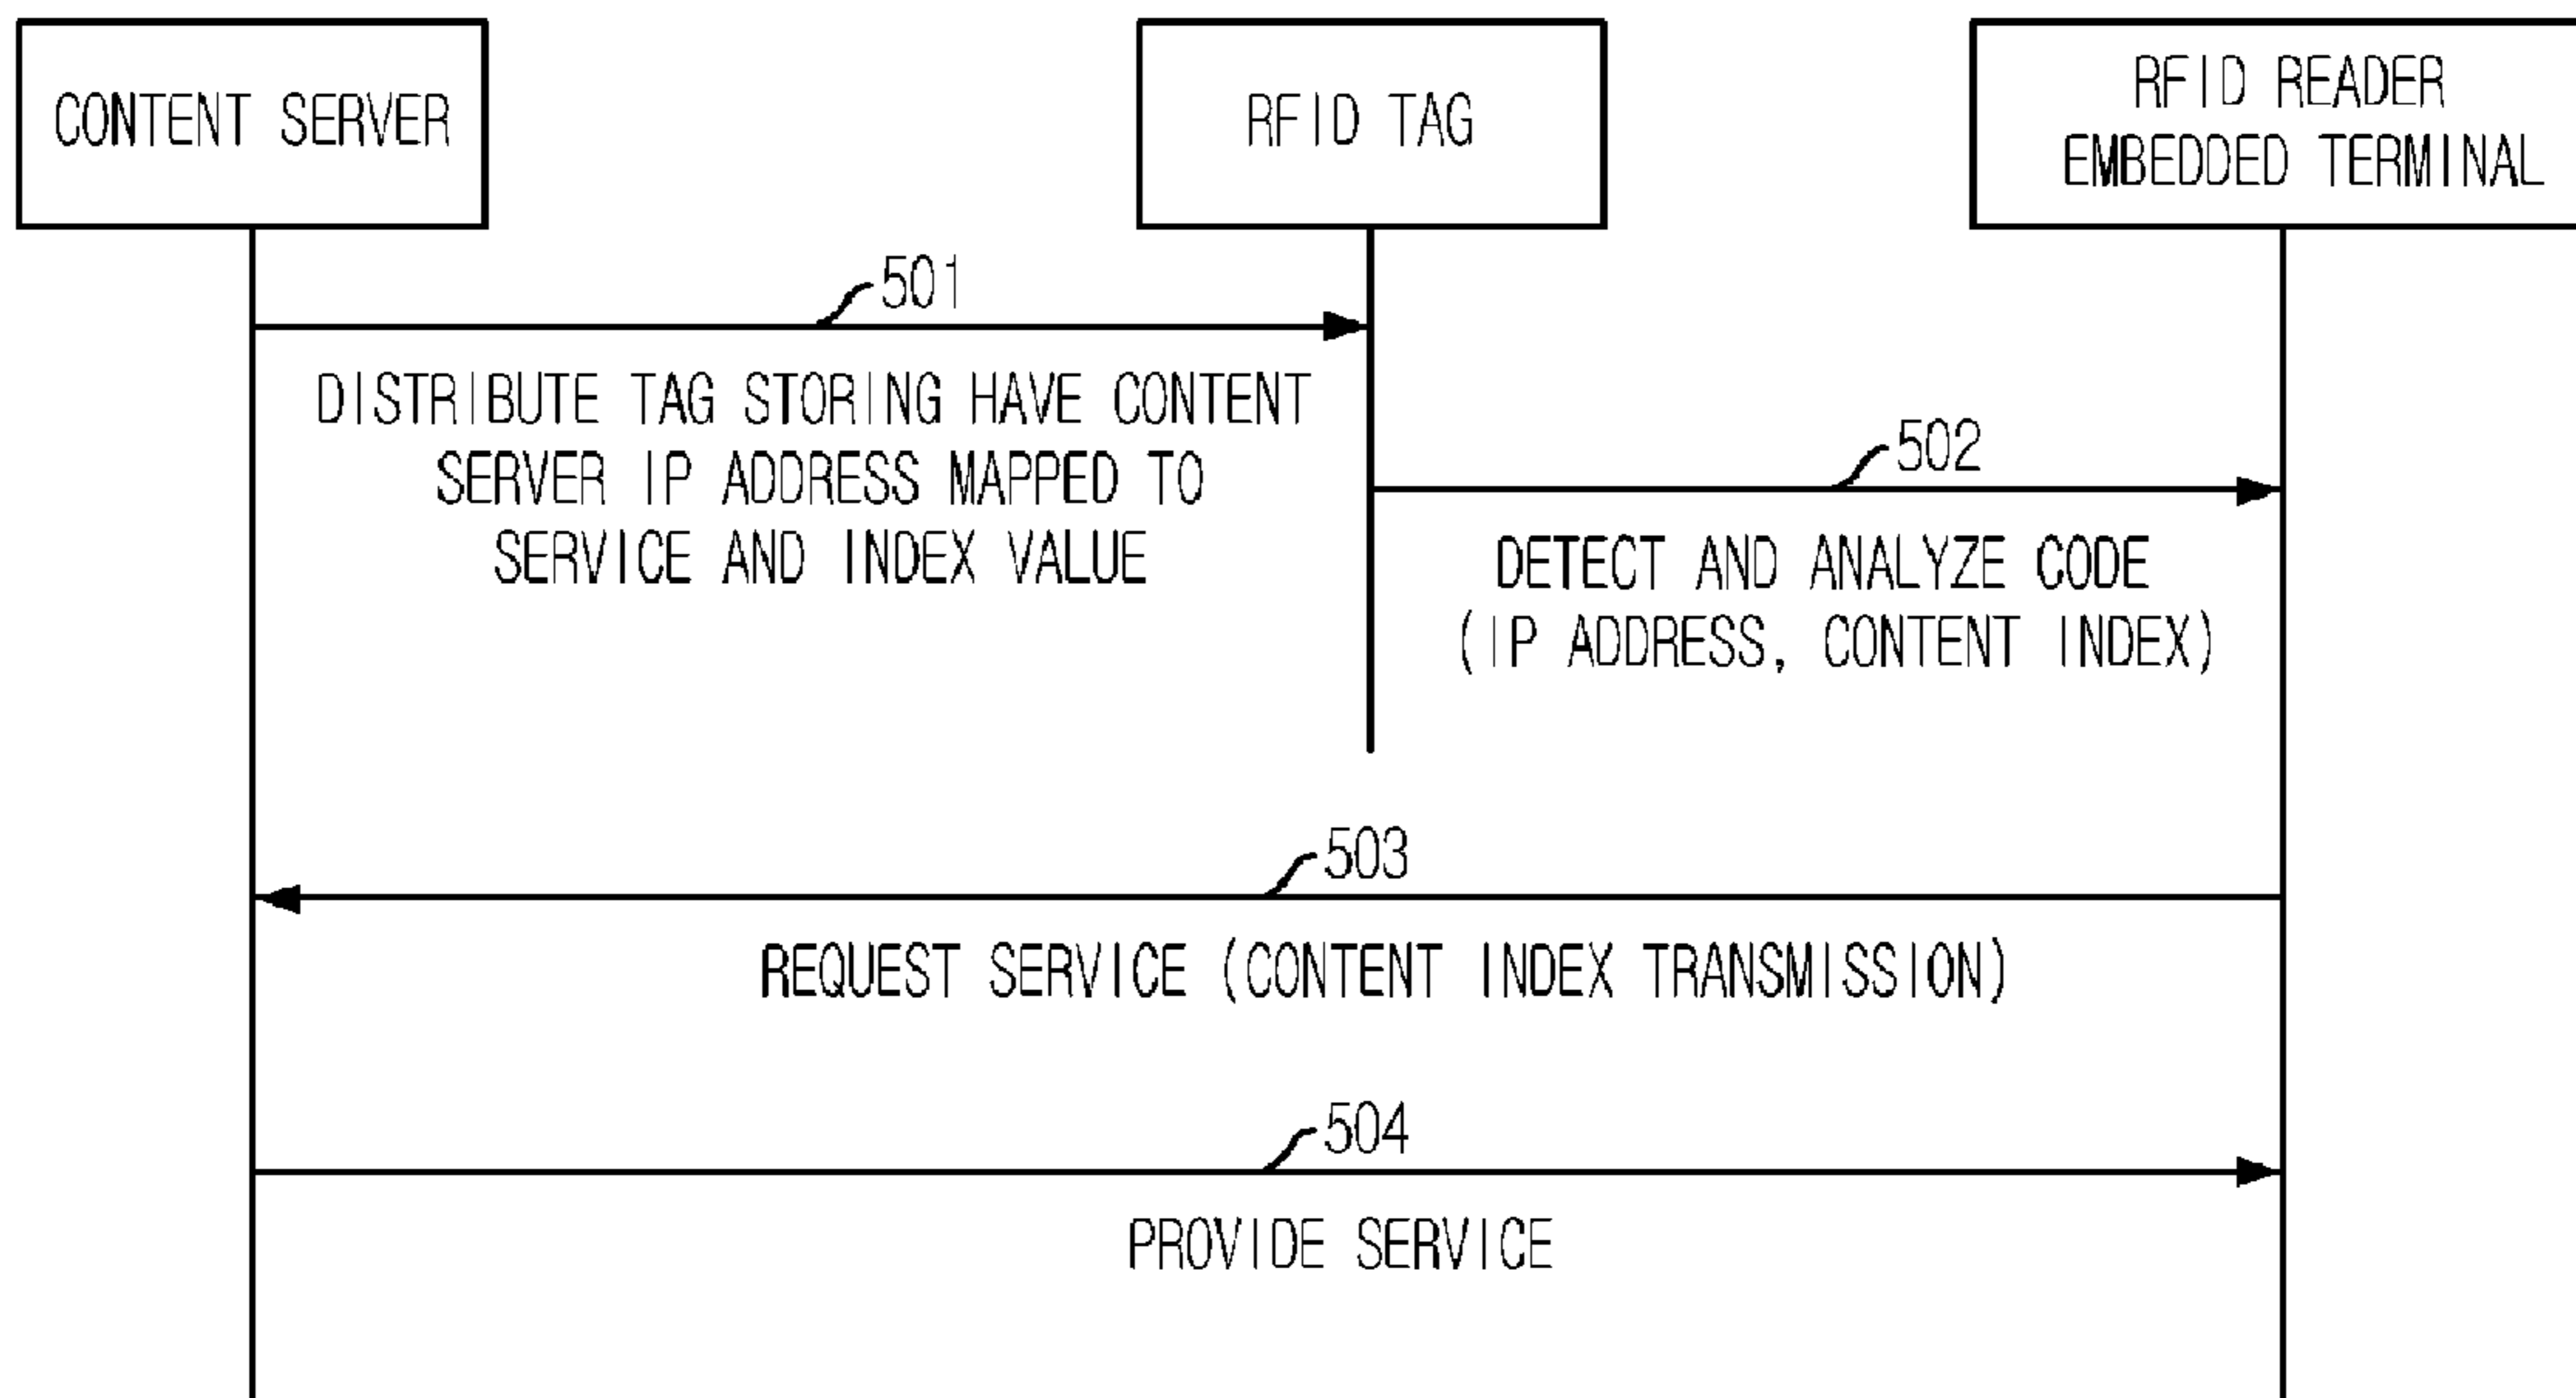 CONTENT SERVER
RFID TAG
RFID READER
EMBEDDED TERMINAL
501
DISTRIBUTE TAG STORING HAVE CONTENT
SERVER IP ADDRESS MAPPED TO
SERVICE AND INDEX VALUE
502
DETECT AND ANALYZE CODE
(IP ADDRESS, CONTENT INDEX)
503
REQUEST SERVICE (CONTENT INDEX TRANSMISSION)
504
PROVIDE SERVICE